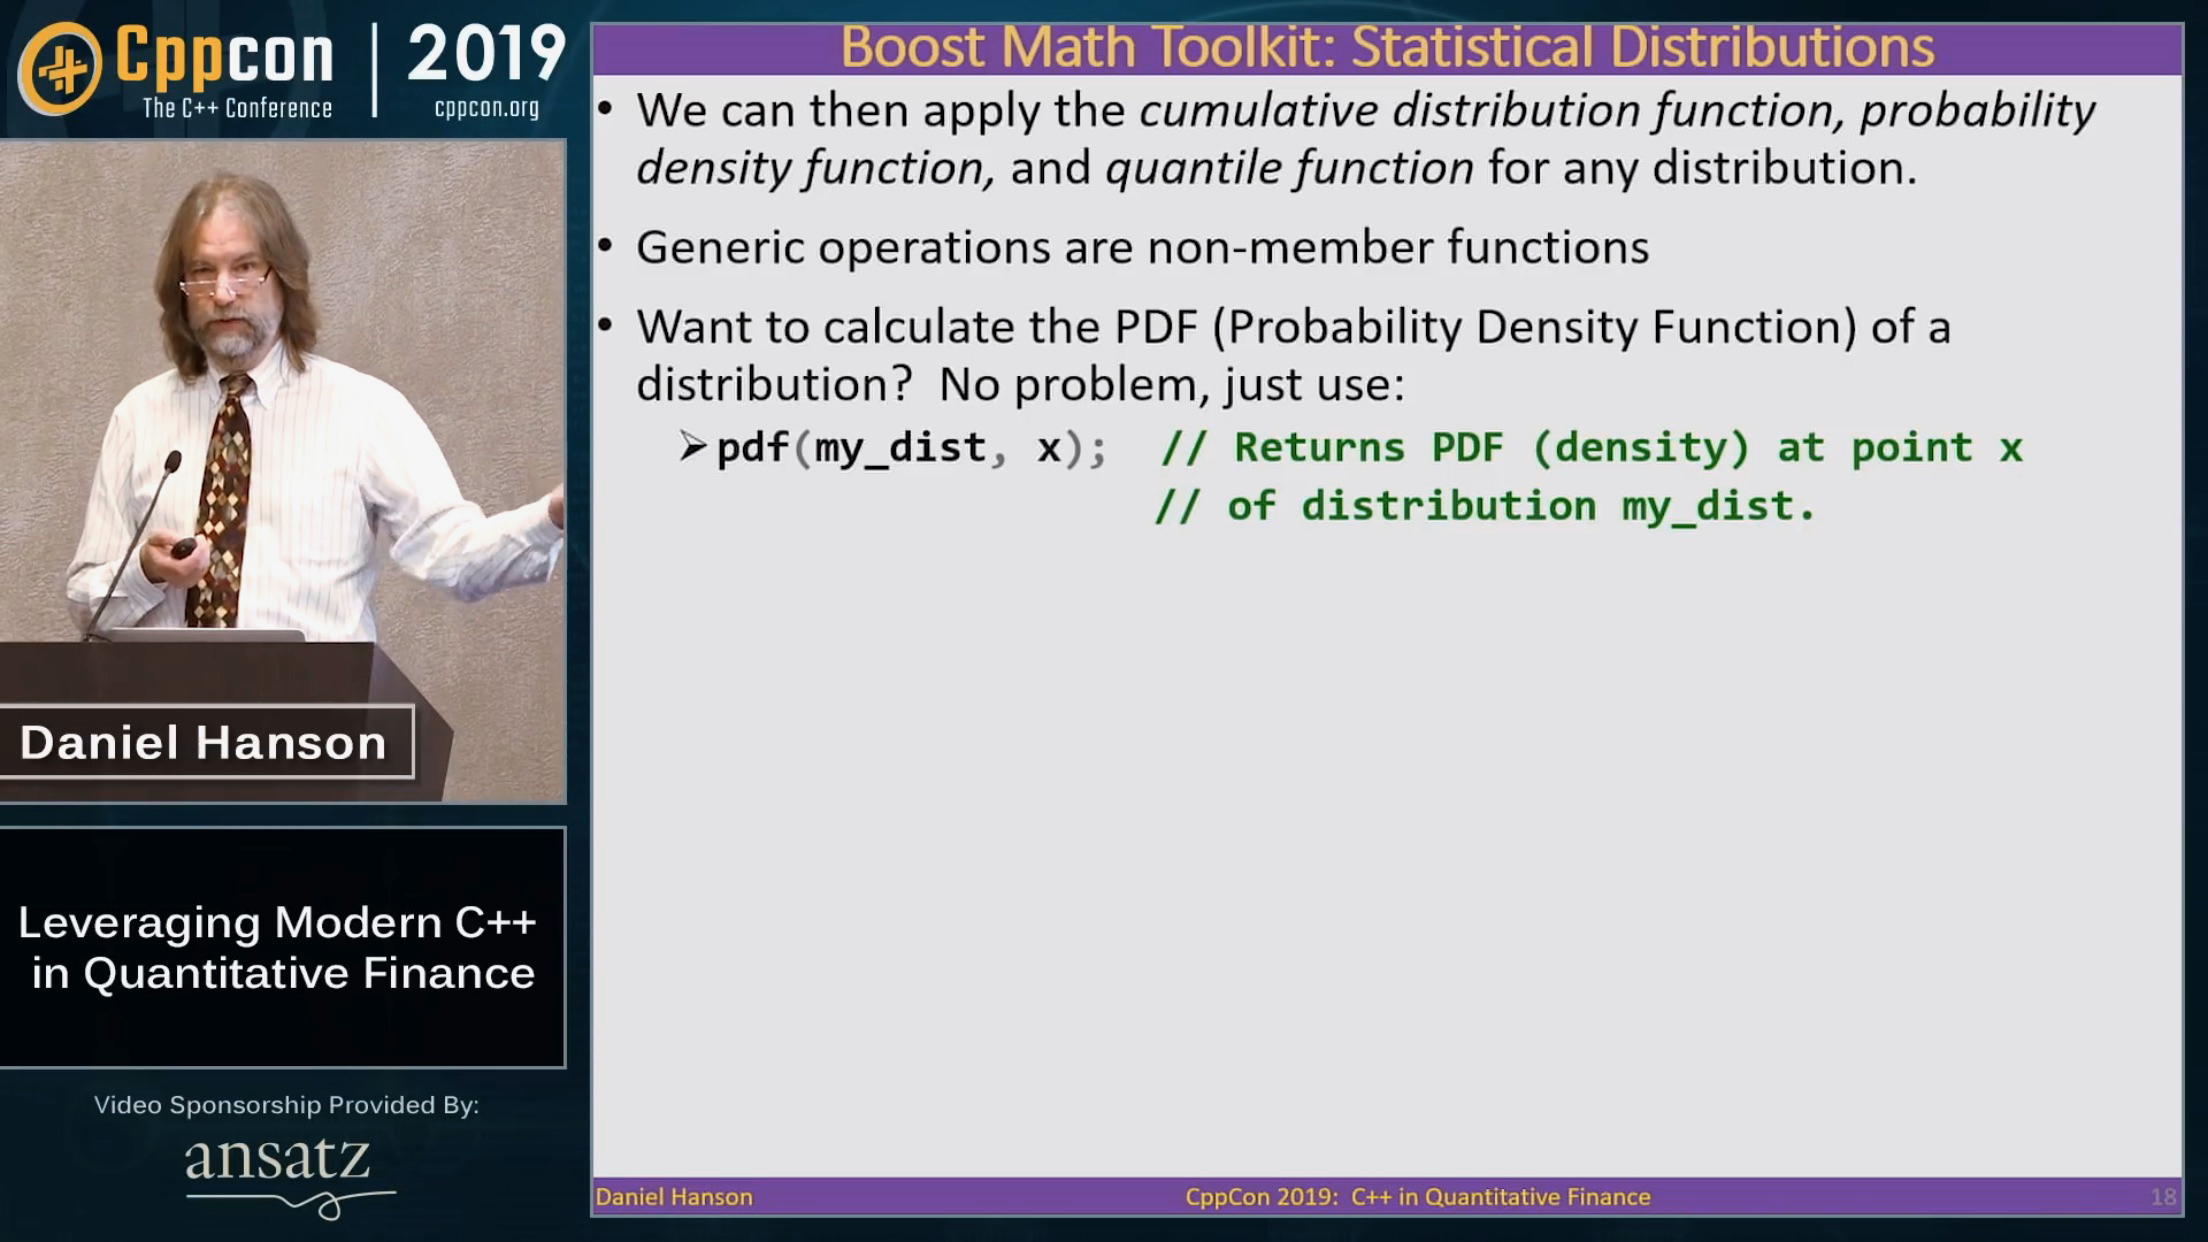 Cppcon
The C++ Conference
2019
cppcon.org
Boost Math Toolkit: Statistical Distributions
• We can then apply the cumulative distribution function, probability
density function, and quantile function for any distribution.
• Generic operations are non-member functions
• Want to calculate the PDF (Probability Density Function) of a
distribution?  No problem, just use:
➢ pdf(my_dist, x);  // Returns PDF (density) at point x
// of distribution my_dist.
Daniel Hanson
Leveraging Modern C++
in Quantitative Finance
Video Sponsorship Provided By:
ansatz
Daniel Hanson
CppCon 2019:  C++ in Quantitative Finance
18